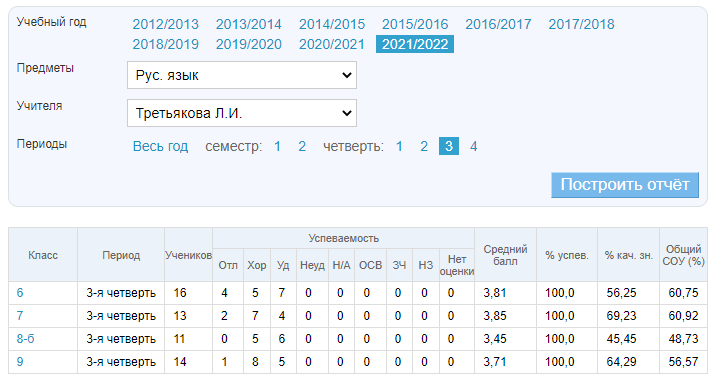 Учебный год 2012/2013 2013/2014 2014/2015 2015/2016 2016/2017 2017/2018
2018/2019 2019/2020 2020/2021 2021/2022
Предметы Рус. язык
Учителя Третьякова Л.И.
Периоды Весь год семестр: 1 2 четверть: 1 2 3 4
Построить отчёт
Класс Период Учеников Успеваемость Средний балл % успев. % кач. зн. Общий СОУ (%)
Отл Хор Уд Неуд Н/А ОСВ ЗЧ НЗ Нет оценки
6 3-я четверть 16 4 5 7 0 0 0 0 0 0 3,81 100,0 56,25 60,75
7 3-я четверть 13 2 7 4 0 0 0 0 0 0 3,85 100,0 69,23 60,92
8-б 3-я четверть 11 0 5 6 0 0 0 0 0 0 3,45 100,0 45,45 48,73
9 3-я четверть 14 1 8 5 0 0 0 0 0 0 3,71 100,0 64,29 56,57